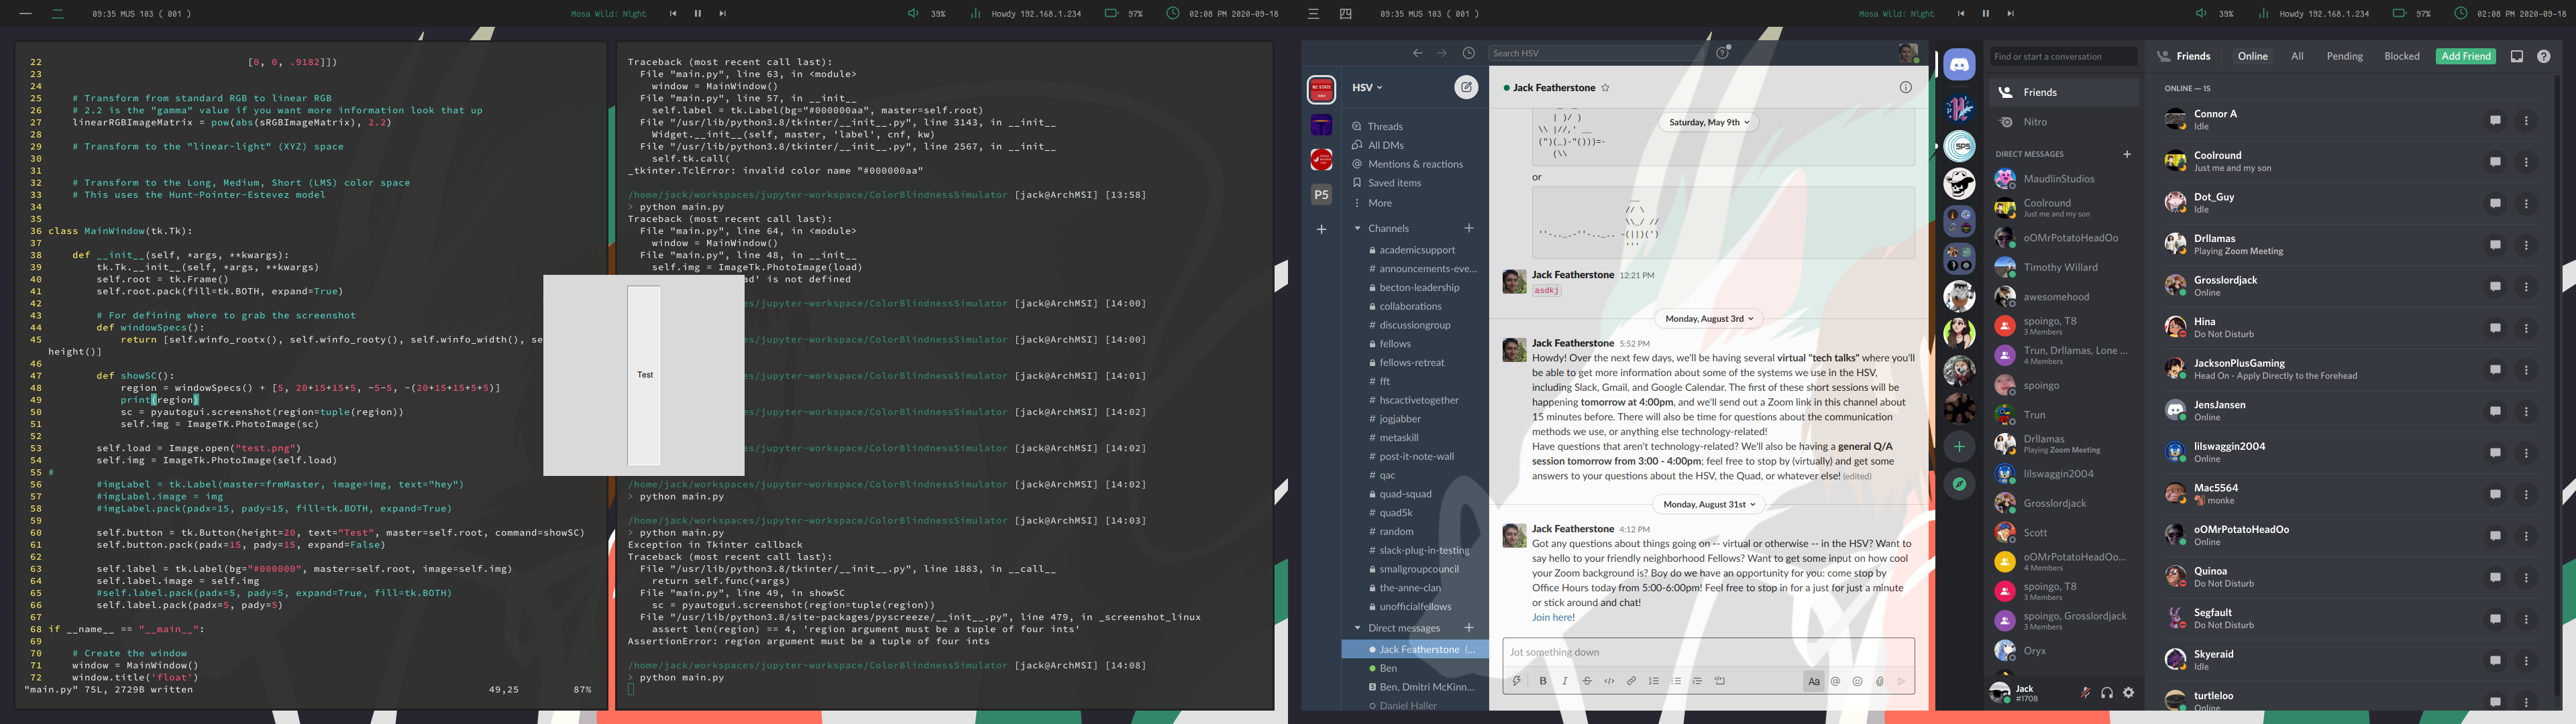 一 二 09:35 MUS 103 ( 001 )
Mosa Wild: Night
39% Howdy 192.168.1.234 97% 02:08 PM 2020-09-18
三 四 09:35 MUS 103 ( 001 )
Mosa Wild: Night
39% Howdy 192.168.1.234 97% 02:08 PM 2020-09-18
22                                 [0, 0, .9182]])
23
24
25     # Transform from standard RGB to linear RGB
26     # 2.2 is the "gamma" value if you want more information look that up
27     linearRGBImageMatrix = pow(abs(sRGBImageMatrix), 2.2)
28
29     # Transform to the "linear-light" (XYZ) space
30
31
32     # Transform to the Long, Medium, Short (LMS) color space
33     # This uses the Hunt-Pointer-Estevez model
34
35
36 class MainWindow(tk.Tk):
37
38     def __init__(self, *args, **kwargs):
39         tk.Tk.__init__(self, *args, **kwargs)
40         self.root = tk.Frame()
41         self.root.pack(fill=tk.BOTH, expand=True)
42
43         # For defining where to grab the screenshot
44         def windowSpecs():
45             return [self.winfo_rootx(), self.winfo_rooty(), self.winfo_width(), se
height()]
46
47         def showSC():
48             region = windowSpecs() + [5, 20+15+15+5, -5-5, -(20+15+15+5+5)]
49             print(region)
50             sc = pyautogui.screenshot(region=tuple(region))
51             self.img = ImageTK.PhotoImage(sc)
52
53         self.load = Image.open("test.png")
54         self.img = ImageTk.PhotoImage(self.load)
55 #
56         #imgLabel = tk.Label(master=frmMaster, image=img, text="hey")
57         #imgLabel.image = img
58         #imgLabel.pack(padx=15, pady=15, fill=tk.BOTH, expand=True)
59
60         self.button = tk.Button(height=20, text="Test", master=self.root, command=showSC)
61         self.button.pack(padx=15, pady=15, expand=False)
62
63         self.label = tk.Label(bg="#000000", master=self.root, image=self.img)
64         self.label.image = self.img
65         #self.label.pack(padx=5, pady=5, expand=True, fill=tk.BOTH)
66         self.label.pack(padx=5, pady=5)
67
68 if __name__ == "__main__":
69
70     # Create the window
71     window = MainWindow()
72     window.title('float')
"main.py" 75L, 2729B written 49,25 87%
Test
Traceback (most recent call last):
  File "main.py", line 63, in <module>
    window = MainWindow()
  File "main.py", line 57, in __init__
    self.label = tk.Label(bg="#000000aa", master=self.root)
  File "/usr/lib/python3.8/tkinter/__init__.py", line 3143, in __init__
    Widget.__init__(self, master, 'label', cnf, kw)
  File "/usr/lib/python3.8/tkinter/__init__.py", line 2567, in __init__
    self.tk.call(
_tkinter.TclError: invalid color name "#000000aa"
/home/jack/workspaces/jupyter-workspace/ColorBlindnessSimulator [jack@ArchMSI] [13:58]
> python main.py
Traceback (most recent call last):
  File "main.py", line 64, in <module>
    window = MainWindow()
  File "main.py", line 48, in __init__
    self.img = ImageTk.PhotoImage(load)
ad' is not defined
es/jupyter-workspace/ColorBlindnessSimulator [jack@ArchMSI] [14:00]
es/jupyter-workspace/ColorBlindnessSimulator [jack@ArchMSI] [14:00]
es/jupyter-workspace/ColorBlindnessSimulator [jack@ArchMSI] [14:01]
es/jupyter-workspace/ColorBlindnessSimulator [jack@ArchMSI] [14:02]
es/jupyter-workspace/ColorBlindnessSimulator [jack@ArchMSI] [14:02]
/home/jack/workspaces/jupyter-workspace/ColorBlindnessSimulator [jack@ArchMSI] [14:02]
> python main.py
/home/jack/workspaces/jupyter-workspace/ColorBlindnessSimulator [jack@ArchMSI] [14:03]
> python main.py
Exception in Tkinter callback
Traceback (most recent call last):
  File "/usr/lib/python3.8/tkinter/__init__.py", line 1883, in __call__
    return self.func(*args)
  File "main.py", line 49, in showSC
    sc = pyautogui.screenshot(region=tuple(region))
  File "/usr/lib/python3.8/site-packages/pyscreeze/__init__.py", line 479, in _screenshot_linux
    assert len(region) == 4, 'region argument must be a tuple of four ints'
AssertionError: region argument must be a tuple of four ints
/home/jack/workspaces/jupyter-workspace/ColorBlindnessSimulator [jack@ArchMSI] [14:08]
> python main.py
Search HSV
HSV
P5
Threads
All DMs
Mentions & reactions
Saved items
More
Channels
academicsupport
# announcements-eve...
becton-leadership
collaborations
# discussiongroup
fellows
fellows-retreat
# fft
# hscactivetogether
# jogjabber
# metaskill
# post-it-note-wall
# qac
quad-squad
# quad5k
# random
# slack-plug-in-testing
smallgroupcouncil
the-anne-clan
unofficialfellows
Direct messages
Jack Featherstone (...
Ben
Ben, Dmitri McKinn...
Daniel Haller
Jack Featherstone
Saturday, May 9th
or
Jack Featherstone 12:21 PM
asdkj
Monday, August 3rd
Jack Featherstone 5:52 PM
Howdy! Over the next few days, we'll be having several virtual "tech talks" where you'll
be able to get more information about some of the systems we use in the HSV,
including Slack, Gmail, and Google Calendar. The first of these short sessions will be
happening tomorrow at 4:00pm, and we'll send out a Zoom link in this channel about
15 minutes before. There will also be time for questions about the communication
methods we use, or anything else technology-related!
Have questions that aren't technology-related? We'll also be having a general Q/A
session tomorrow from 3:00 - 4:00pm; feel free to stop by (virtually) and get some
answers to your questions about the HSV, the Quad, or whatever else! (edited)
Monday, August 31st
Jack Featherstone 4:12 PM
Got any questions about things going on -- virtual or otherwise -- in the HSV? Want to
say hello to your friendly neighborhood Fellows? Want to get some input on how cool
your Zoom background is? Boy do we have an opportunity for you: come stop by
Office Hours today from 5:00-6:00pm! Feel free to stop in for a just for just a minute
or stick around and chat!
Join here!
Jot something down
B I Aa
SPS
Find or start a conversation
Friends
Nitro
DIRECT MESSAGES
MaudlinStudios
Coolround
Just me and my son
oOMrPotatoHeadOo
Timothy Willard
awesomehood
spoingo, T8
3 Members
Trun, Drllamas, Lone ...
4 Members
spoingo
Trun
Drllamas
Playing Zoom Meeting
lilswaggin2004
Grosslordjack
Scott
oOMrPotatoHeadOo...
4 Members
spoingo, T8
3 Members
spoingo, Grosslordjack
3 Members
Oryx
Jack
#1708
Friends Online All Pending Blocked Add Friend
ONLINE — 15
Connor A
Idle
Coolround
Just me and my son
Dot_Guy
Idle
Drllamas
Playing Zoom Meeting
Grosslordjack
Online
Hina
Do Not Disturb
JacksonPlusGaming
Head On - Apply Directly to the Forehead
JensJansen
Online
lilswaggin2004
Online
Mac5564
monke
oOMrPotatoHeadOo
Online
Quinoa
Do Not Disturb
Segfault
Do Not Disturb
Skyeraid
Idle
turtleloo
Online